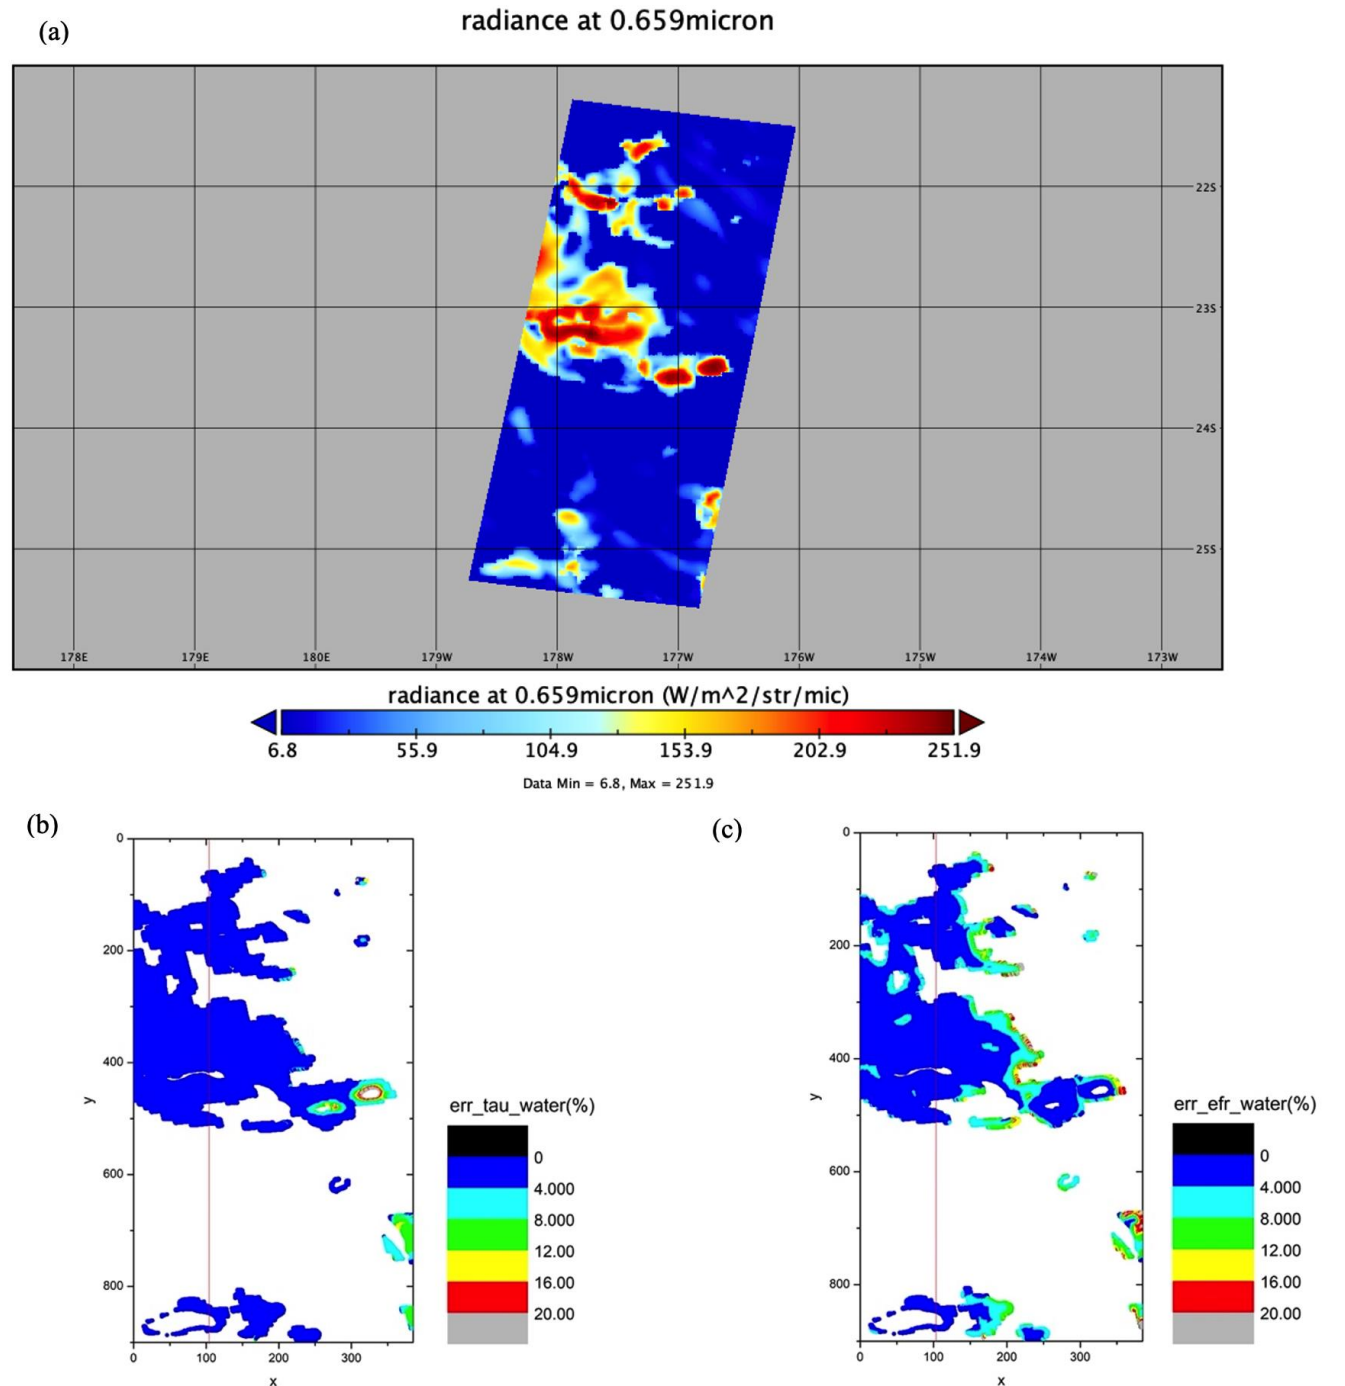 (a)
radiance at 0.659micron
22S
23S
24S
25S
178E 179E 180E 179W 178W 177W 176W 175W 174W 173W
radiance at 0.659micron (W/m^2/str/mic)
6.8 55.9 104.9 153.9 202.9 251.9
Data Min = 6.8, Max = 251.9
(b)
0
200
400
600
800
y
0 100 200 300
x
err_tau_water(%)
0
4.000
8.000
12.00
16.00
20.00
(c)
0
200
400
600
800
y
0 100 200 300
x
err_efr_water(%)
0
4.000
8.000
12.00
16.00
20.00